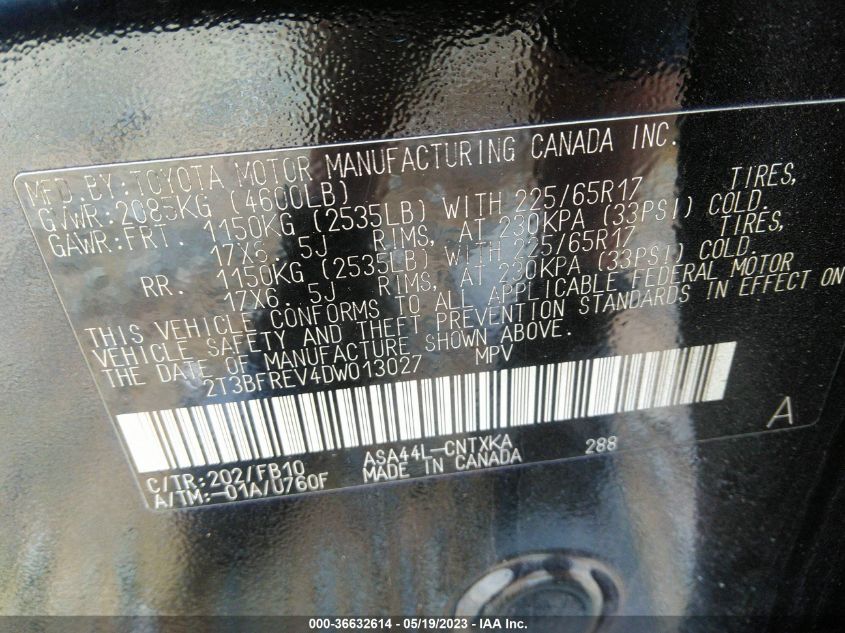 MFD.BY:TOYOTA MOTOR MANUFACTURING CANADA INC.
GVWR:2085KG (4600LB)
GAWR:FRT. 1150KG (2535LB) WITH 225/65R17 TIRES,
17X6. 5J RIMS, AT 230KPA (33PSI) COLD.
RR. 1150KG (2535LB) WITH 225/65R17 TIRES,
17X6. 5J RIMS, AT 230KPA (33PSI) COLD.
THIS VEHICLE CONFORMS TO ALL APPLICABLE FEDERAL MOTOR
VEHICLE SAFETY AND THEFT PREVENTION STANDARDS IN EFFECT ON
THE DATE OF MANUFACTURE SHOWN ABOVE.
2T3BFREV4DW013027 MPV
A
C/TR:202/FB10 ASA44L-CNTXKA 288
A/TM:-01A/U760F MADE IN CANADA
000-36632614 - 05/19/2023 - IAA Inc.